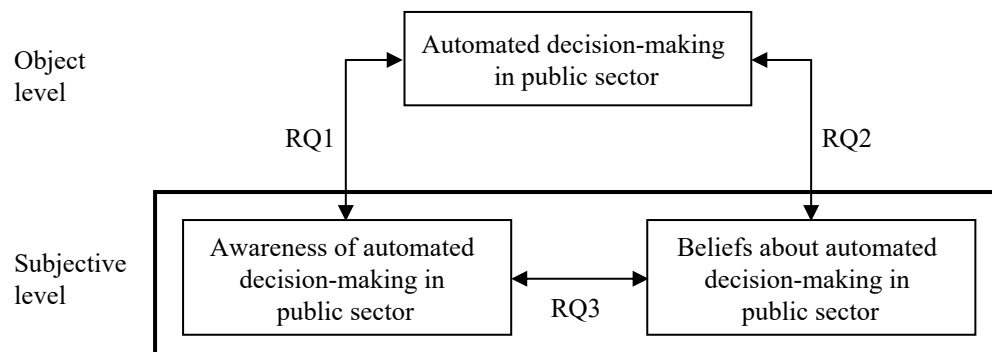 Object
level
Automated decision-making
in public sector
RQ1
RQ2
Subjective
level
Awareness of automated
decision-making in
public sector
RQ3
Beliefs about automated
decision-making in
public sector